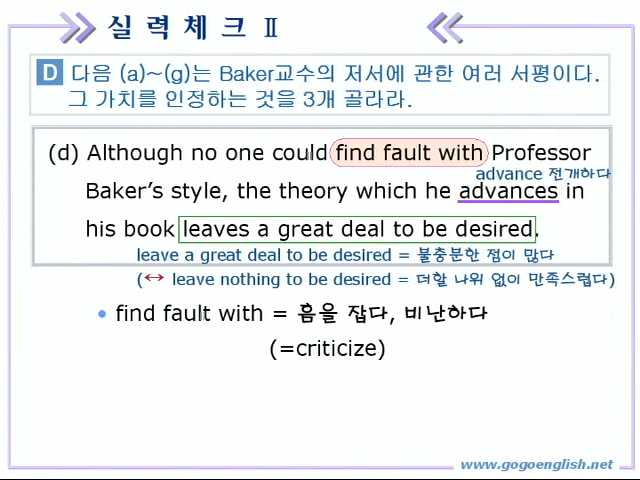 실 력 체 크 Ⅱ
D 다음 (a)~(g)는 Baker교수의 저서에 관한 여러 서평이다.
그 가치를 인정하는 것을 3개 골라라.
(d) Although no one could find fault with Professor
advance 전개하다
Baker's style, the theory which he advances in
his book leaves a great deal to be desired.
leave a great deal to be desired = 불충분한 점이 많다
(↔ leave nothing to be desired = 더할 나위 없이 만족스럽다)
• find fault with = 흠을 잡다, 비난하다
(=criticize)
www.gogoenglish.net